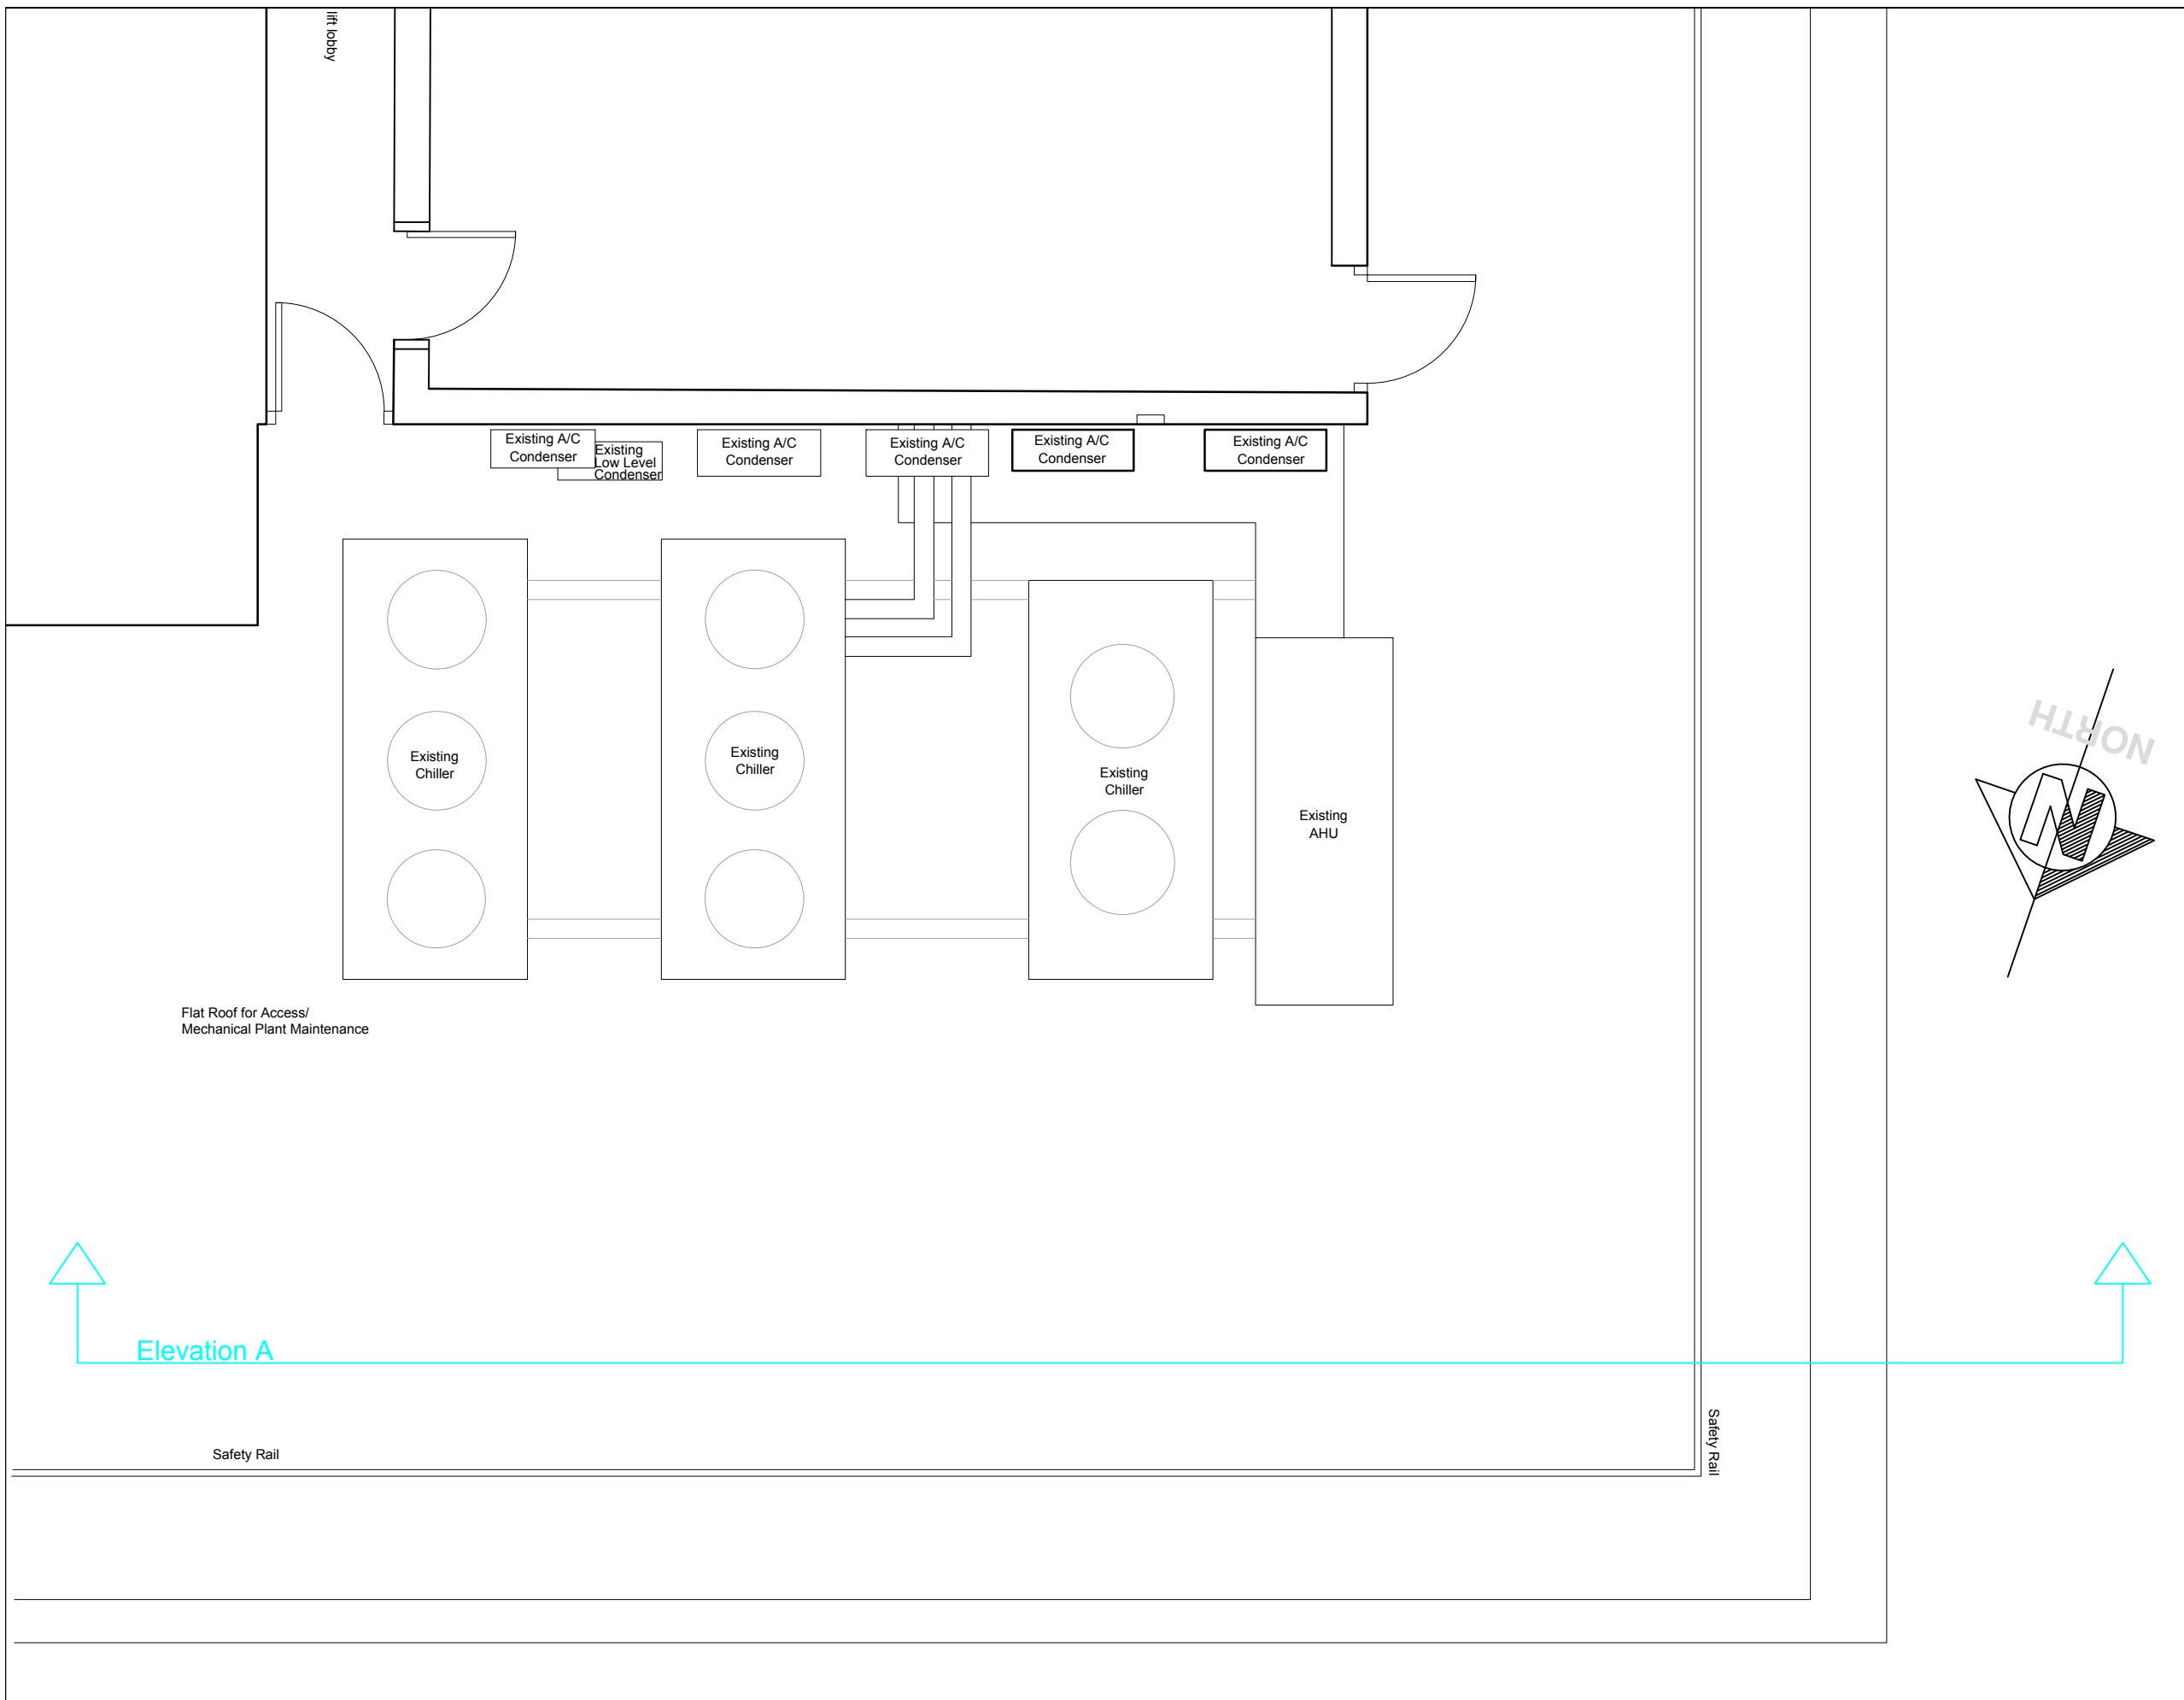 lift lobby
Existing A/C
Condenser
Existing
Low Level
Condenser
Existing A/C
Condenser
Existing A/C
Condenser
Existing A/C
Condenser
Existing A/C
Condenser
Existing
Chiller
Existing
Chiller
Existing
Chiller
Existing
AHU
NORTH
N
Flat Roof for Access/
Mechanical Plant Maintenance
Elevation A
Safety Rail
Safety Rail